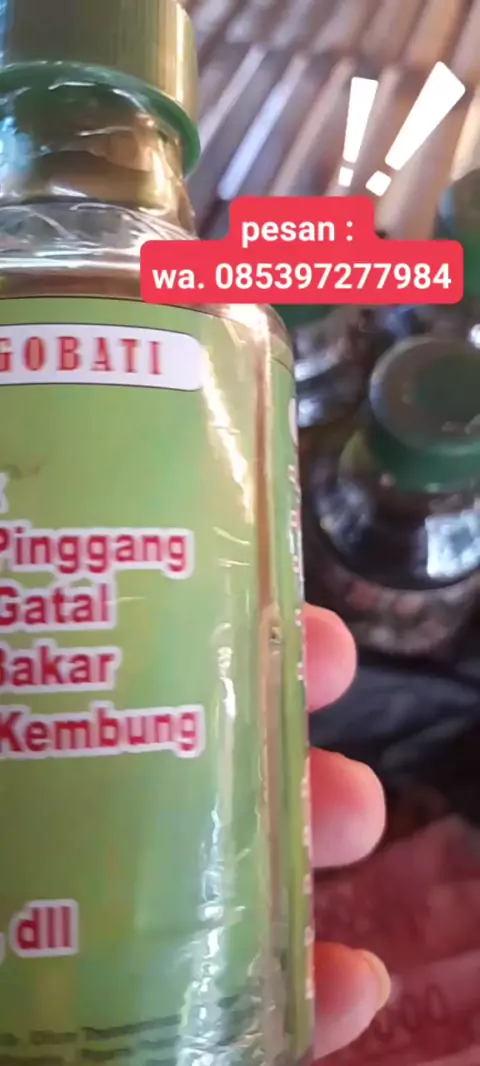 pesan :
wa. 085397277984
GOBATI
Pinggang
Gatal
Bakar
Kembung
, dll